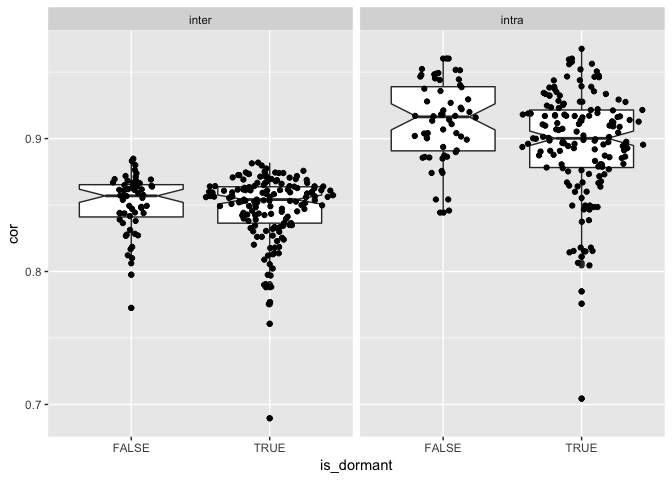 inter intra
cor
0.9
0.8
0.7
FALSE TRUE FALSE TRUE
is_dormant